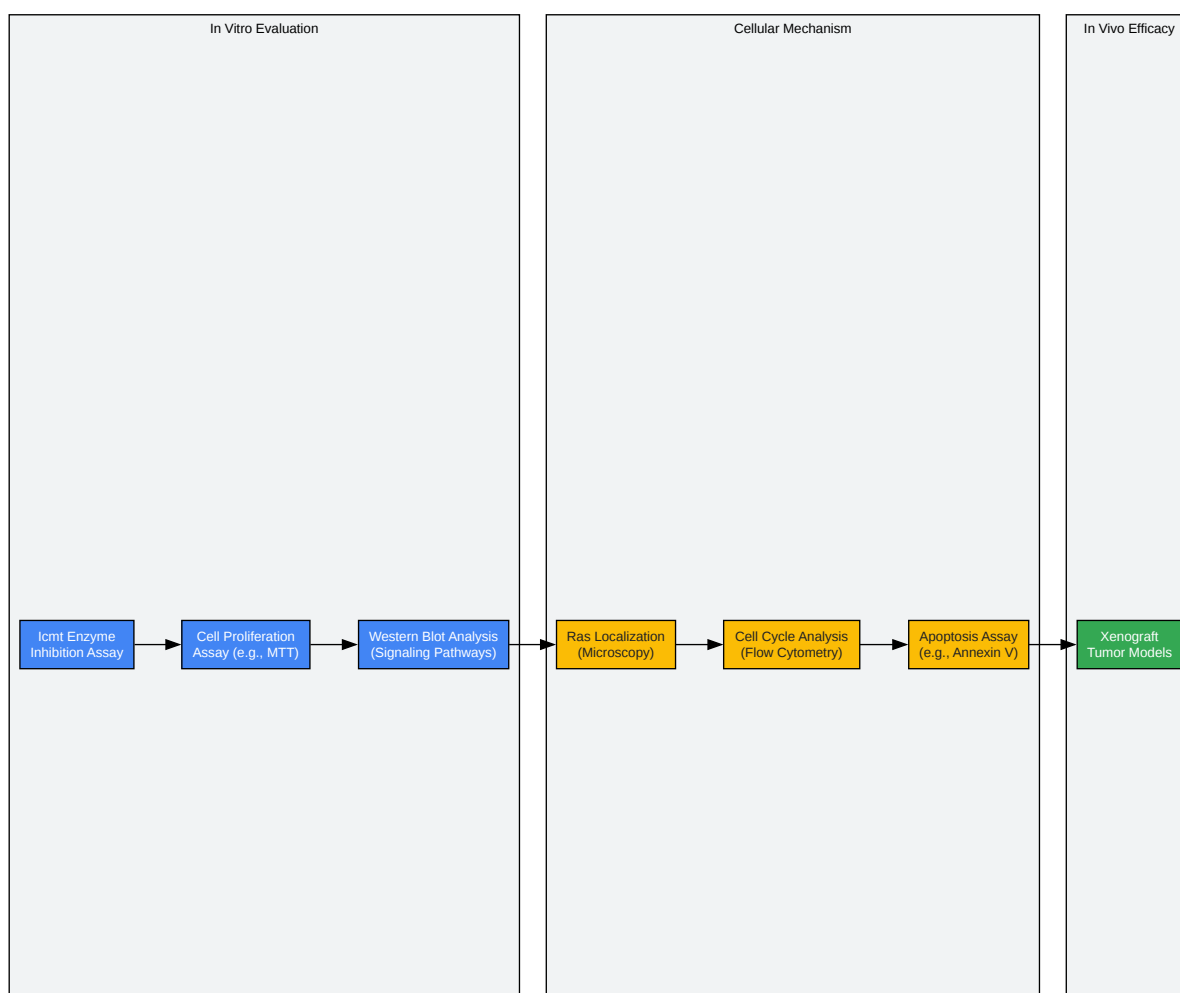 In Vitro Evaluation
Cellular Mechanism
In Vivo Efficacy
Icmt Enzyme
Inhibition Assay
Cell Proliferation
Assay (e.g., MTT)
Western Blot Analysis
(Signaling Pathways)
Ras Localization
(Microscopy)
Cell Cycle Analysis
(Flow Cytometry)
Apoptosis Assay
(e.g., Annexin V)
Xenograft
Tumor Models